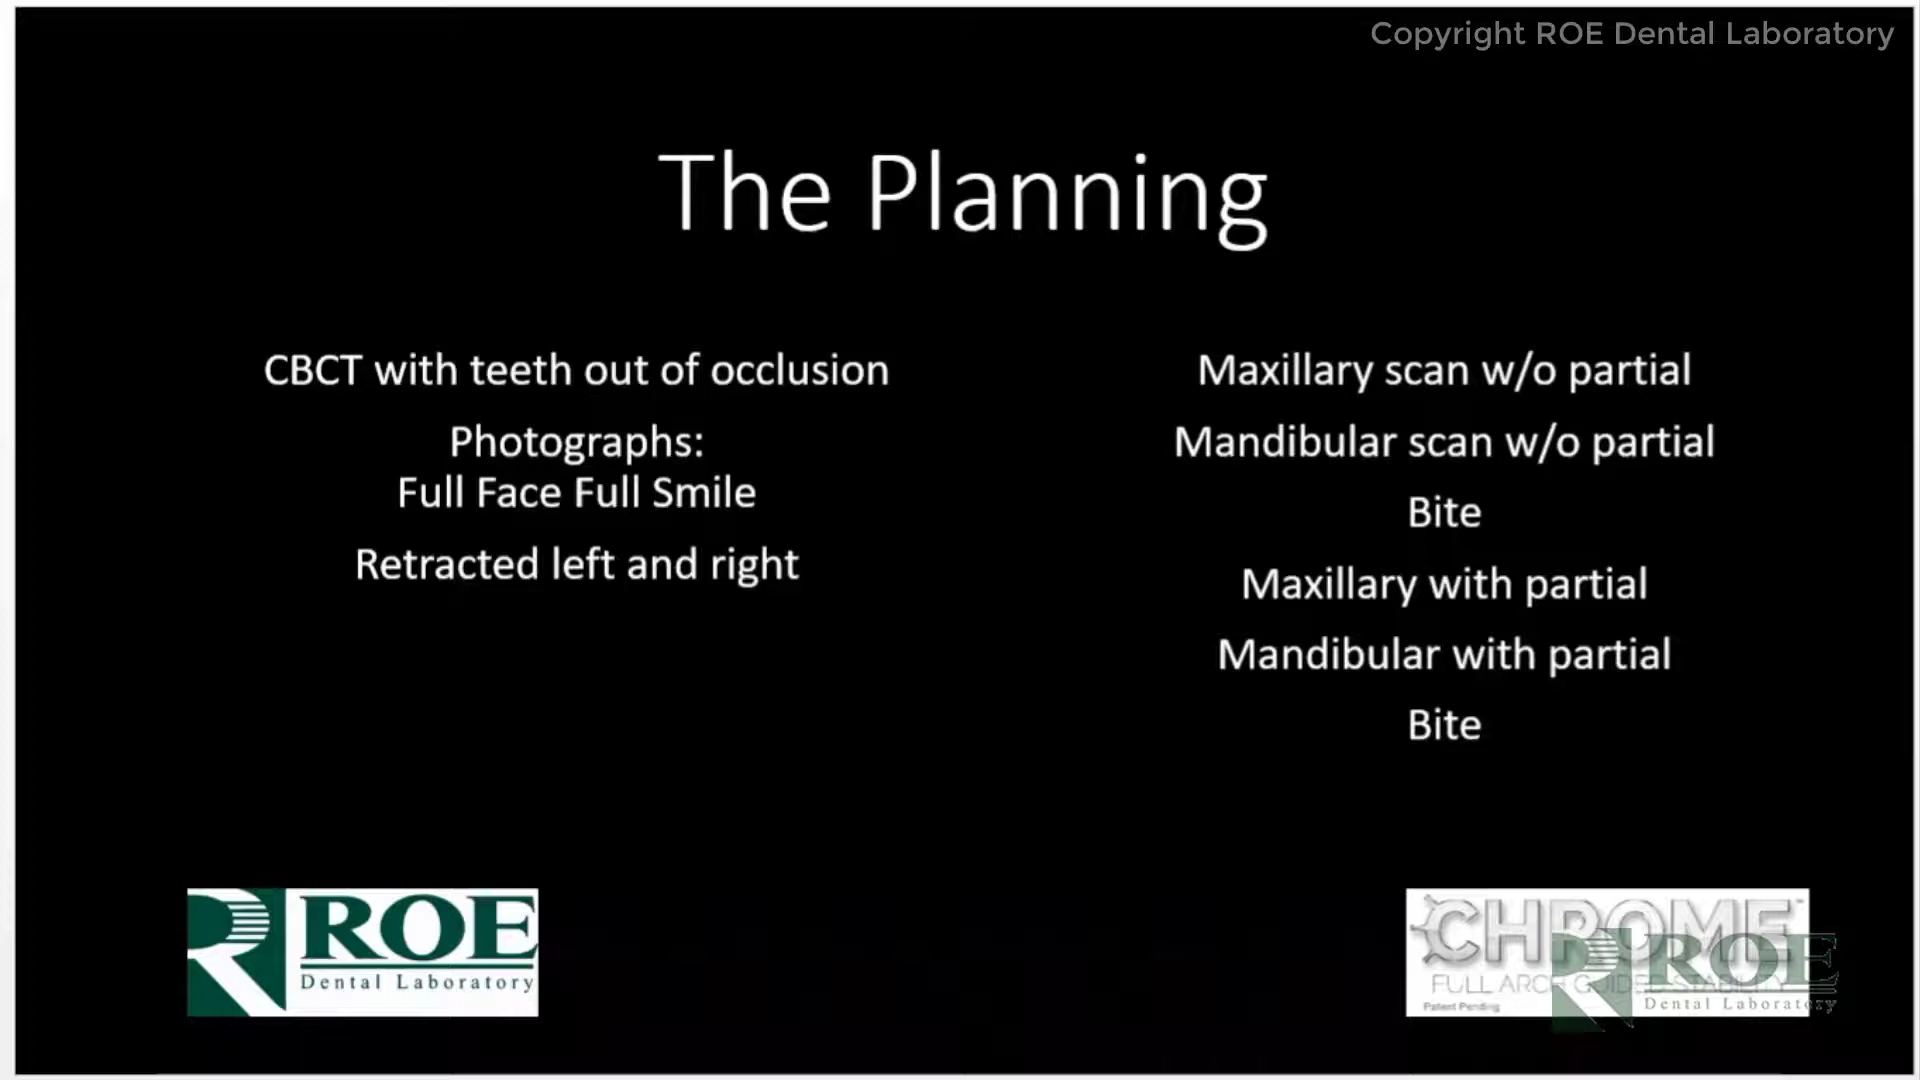 Copyright ROE Dental Laboratory
The Planning
CBCT with teeth out of occlusion
Photographs:
Full Face Full Smile
Retracted left and right
Maxillary scan w/o partial
Mandibular scan w/o partial
Bite
Maxillary with partial
Mandibular with partial
Bite
ROE
Dental Laboratory
CHROME
FULL ARCH GUIDED STABILITY
Patent Pending
ROE
Dental Laboratory